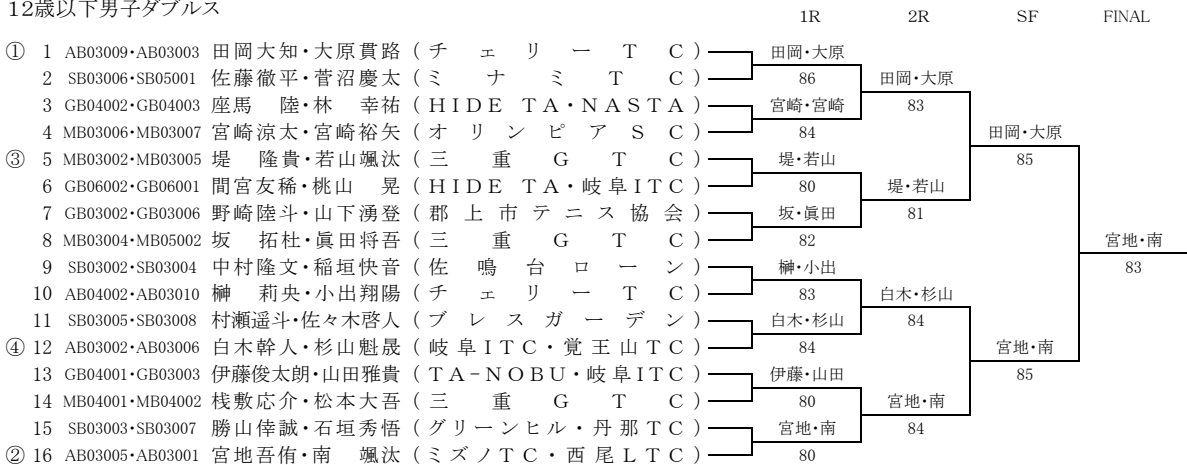 12歳以下男子ダブルス
1R 2R SF FINAL
① 1 AB03009・AB03003 田岡大知・大原貫路 (チェリーTC) 田岡・大原
2 SB03006・SB05001 佐藤徹平・菅沼慶太 (ミナミTC) 86 田岡・大原
3 GB04002・GB04003 座馬 陸・林 幸祐 (HIDE TA・NASTA) 宮崎・宮崎 83
4 MB03006・MB03007 宮崎涼太・宮崎裕矢 (オリンピアSC) 84 田岡・大原
③ 5 MB03002・MB03005 堤 隆貴・若山颯汰 (三重GTC) 堤・若山 85
6 GB06002・GB06001 間宮友稀・桃山 晃 (HIDE TA・岐阜ITC) 80 堤・若山
7 GB03002・GB03006 野崎陸斗・山下湧登 (郡上市テニス協会) 坂・眞田 81
8 MB03004・MB05002 坂 拓杜・眞田将吾 (三重GTC) 82 宮地・南
9 SB03002・SB03004 中村隆文・稲垣快音 (佐鳴台ローン) 榊・小出 83
10 AB04002・AB03010 榊 莉央・小出翔陽 (チェリーTC) 83 白木・杉山
11 SB03005・SB03008 村瀬遥斗・佐々木啓人 (ブレスガーデン) 白木・杉山 84
④ 12 AB03002・AB03006 白木幹人・杉山魁晟 (岐阜ITC・覚王山TC) 84 宮地・南
13 GB04001・GB03003 伊藤俊太朗・山田雅貴 (TA-NOBU・岐阜ITC) 伊藤・山田 85
14 MB04001・MB04002 桟敷応介・松本大吾 (三重GTC) 80 宮地・南
15 SB03003・SB03007 勝山倖誠・石垣秀悟 (グリーンヒル・丹那TC) 宮地・南 84
② 16 AB03005・AB03001 宮地吾侑・南 颯汰 (ミズノTC・西尾LTC) 80